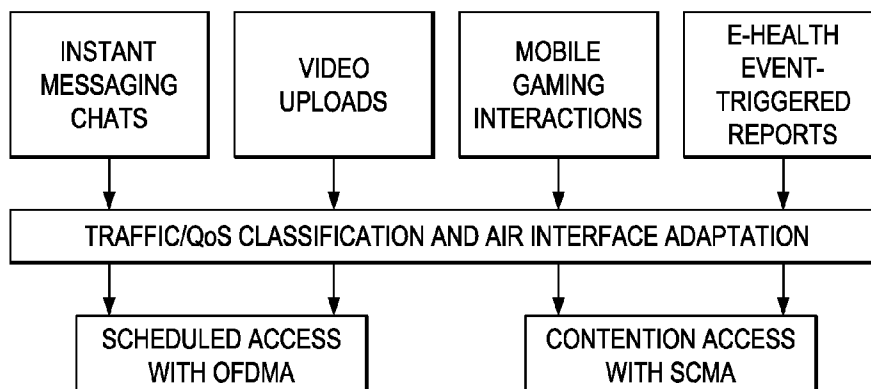 INSTANT
MESSAGING
CHATS
VIDEO
UPLOADS
MOBILE
GAMING
INTERACTIONS
E-HEALTH
EVENT-
TRIGGERED
REPORTS
TRAFFIC/QoS CLASSIFICATION AND AIR INTERFACE ADAPTATION
SCHEDULED ACCESS
WITH OFDMA
CONTENTION ACCESS
WITH SCMA